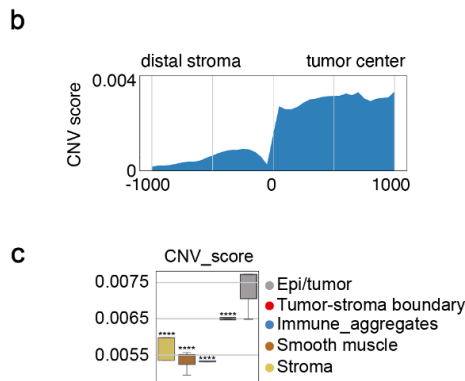 b
distal stroma tumor center
0.004
CNV score
0
-1000 0 1000
c
CNV_score
0.0075
0.0065
0.0055
**** **** **** ****
Epi/tumor
Tumor-stroma boundary
Immune_aggregates
Smooth muscle
Stroma